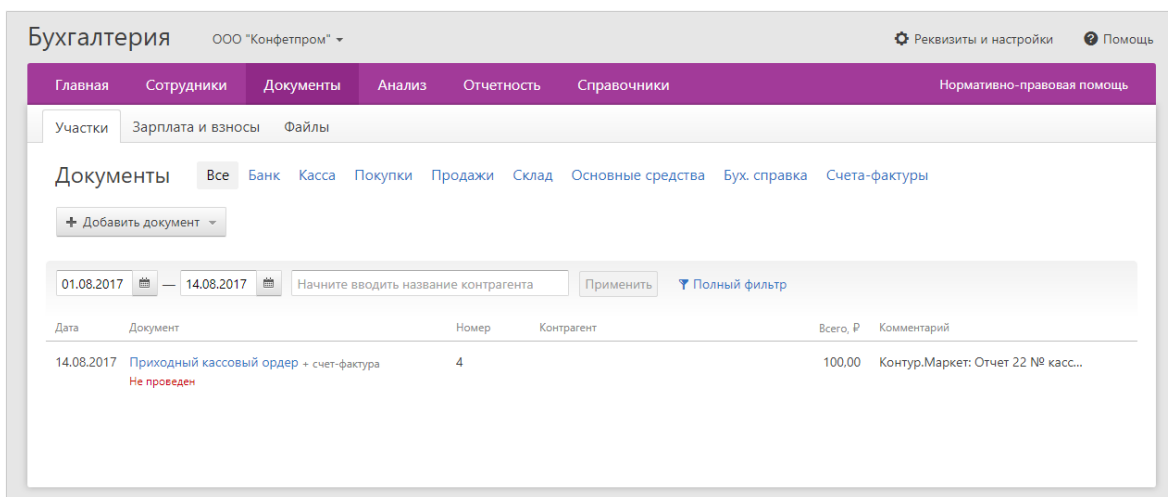 Бухгалтерия ООО "Конфетпром" Реквизиты и настройки Помощь
Главная Сотрудники Документы Анализ Отчетность Справочники Нормативно-правовая помощь
Участки Зарплата и взносы Файлы
Документы Все Банк Касса Покупки Продажи Склад Основные средства Бух. справка Счета-фактуры
+ Добавить документ
01.08.2017 — 14.08.2017 Начните вводить название контрагента Применить Полный фильтр
Дата Документ Номер Контрагент Всего, ₽ Комментарий
14.08.2017 Приходный кассовый ордер + счет-фактура 4 100,00 Контур.Маркет: Отчет 22 № касс...
Не проведен